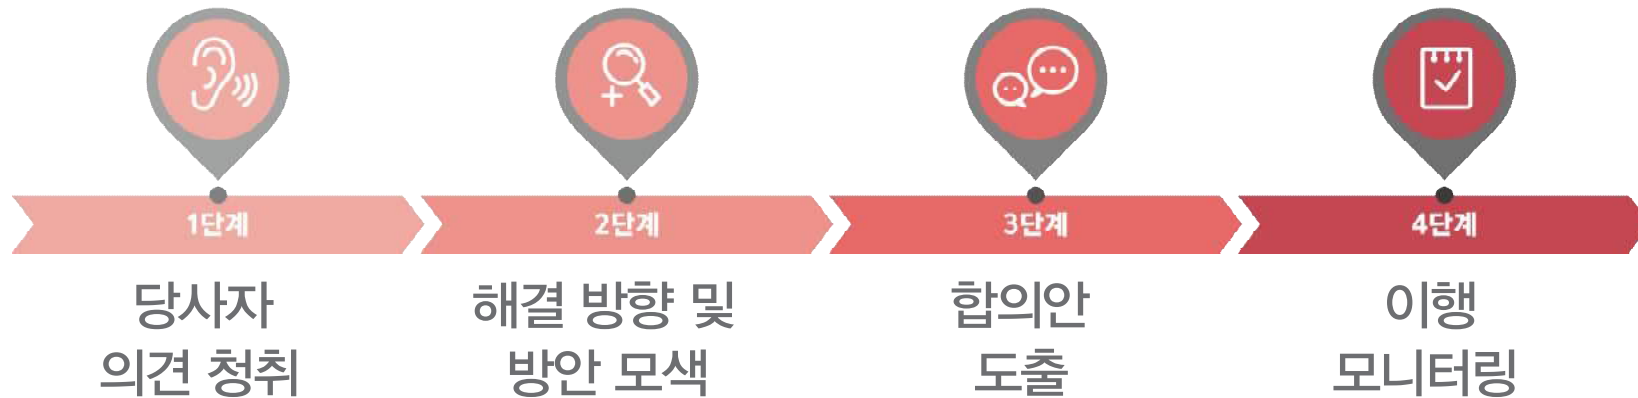 1단계
당사자
의견 청취
2단계
해결 방향 및
방안 모색
3단계
합의안
도출
4단계
이행
모니터링